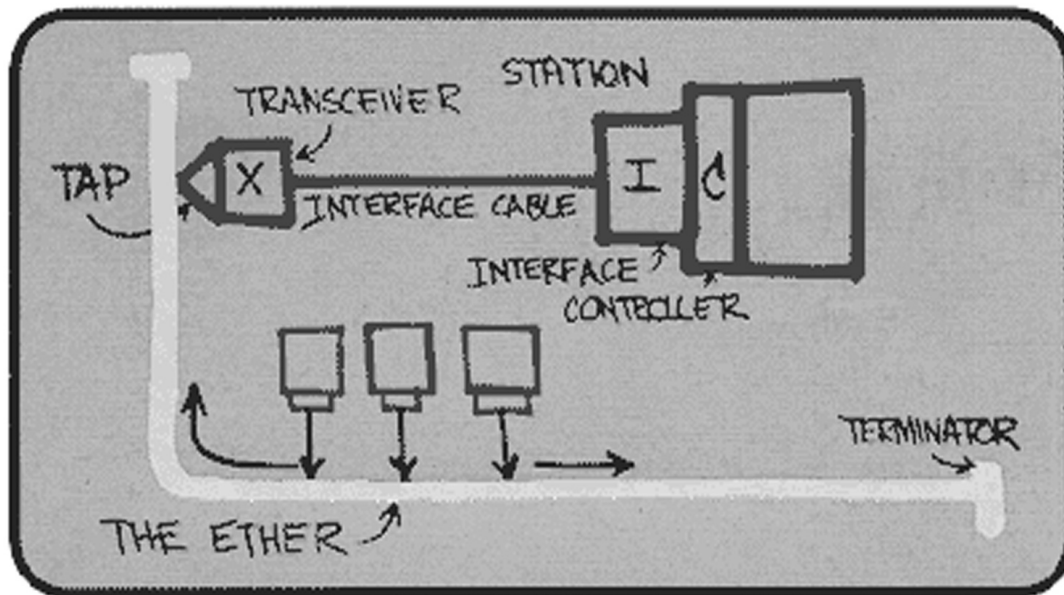 STATION
TRANSCEIVER
TAP
X
I
C
INTERFACE CABLE
INTERFACE
CONTROLLER
TERMINATOR
THE ETHER